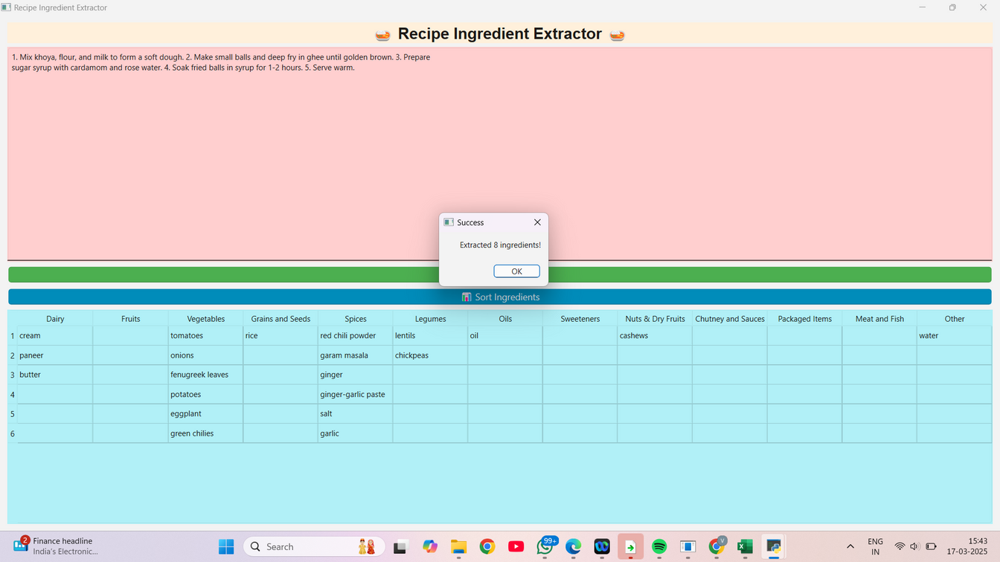 Recipe Ingredient Extractor
Recipe Ingredient Extractor
1. Mix khoya, flour, and milk to form a soft dough. 2. Make small balls and deep fry in ghee until golden brown. 3. Prepare
sugar syrup with cardamom and rose water. 4. Soak fried balls in syrup for 1-2 hours. 5. Serve warm.
Success
Extracted 8 ingredients!
OK
Sort Ingredients
Dairy Fruits Vegetables Grains and Seeds Spices Legumes Oils Sweeteners Nuts & Dry Fruits Chutney and Sauces Packaged Items Meat and Fish Other
1 cream tomatoes rice red chili powder lentils oil cashews water
2 paneer onions garam masala chickpeas
3 butter fenugreek leaves ginger
4 potatoes ginger-garlic paste
5 eggplant salt
6 green chilies garlic
2 Finance headline
India's Electronic...
Search
99+
V
ENG
IN
15:43
17-03-2025